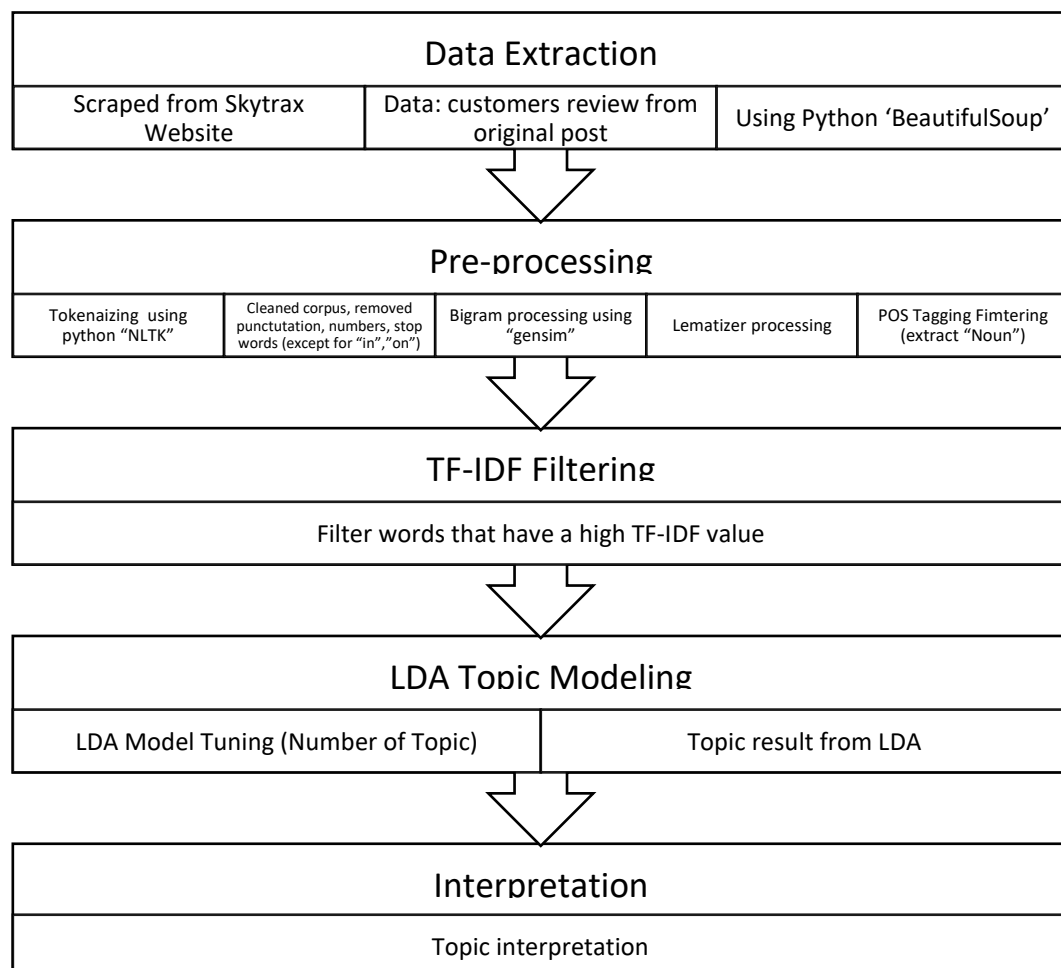 Data Extraction
Scraped from Skytrax
Website
Data: customers review from
original post
Using Python ‘BeautifulSoup’
Pre-processing
Tokenaizing using
python “NLTK”
Cleaned corpus, removed
punctutation, numbers, stop
words (except for “in”,”on”)
Bigram processing using
“gensim”
Lematizer processing
POS Tagging Fimtering
(extract “Noun”)
TF-IDF Filtering
Filter words that have a high TF-IDF value
LDA Topic Modeling
LDA Model Tuning (Number of Topic)
Topic result from LDA
Interpretation
Topic interpretation